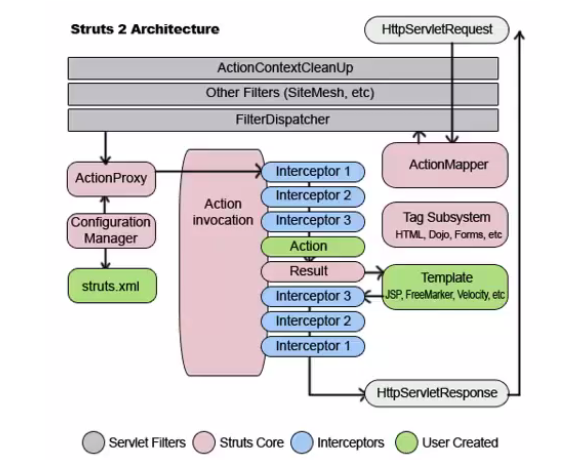 Struts 2 Architecture
HttpServletRequest
ActionContextCleanUp
Other Filters (SiteMesh, etc)
FilterDispatcher
ActionProxy
Configuration
Manager
struts.xml
Action
invocation
Interceptor 1
Interceptor 2
Interceptor 3
Action
Result
Interceptor 3
Interceptor 2
Interceptor 1
ActionMapper
Tag Subsystem
HTML, Dojo, Forms, etc
Template
JSP, FreeMarker, Velocity, etc
HttpServletResponse
Servlet Filters
Struts Core
Interceptors
User Created